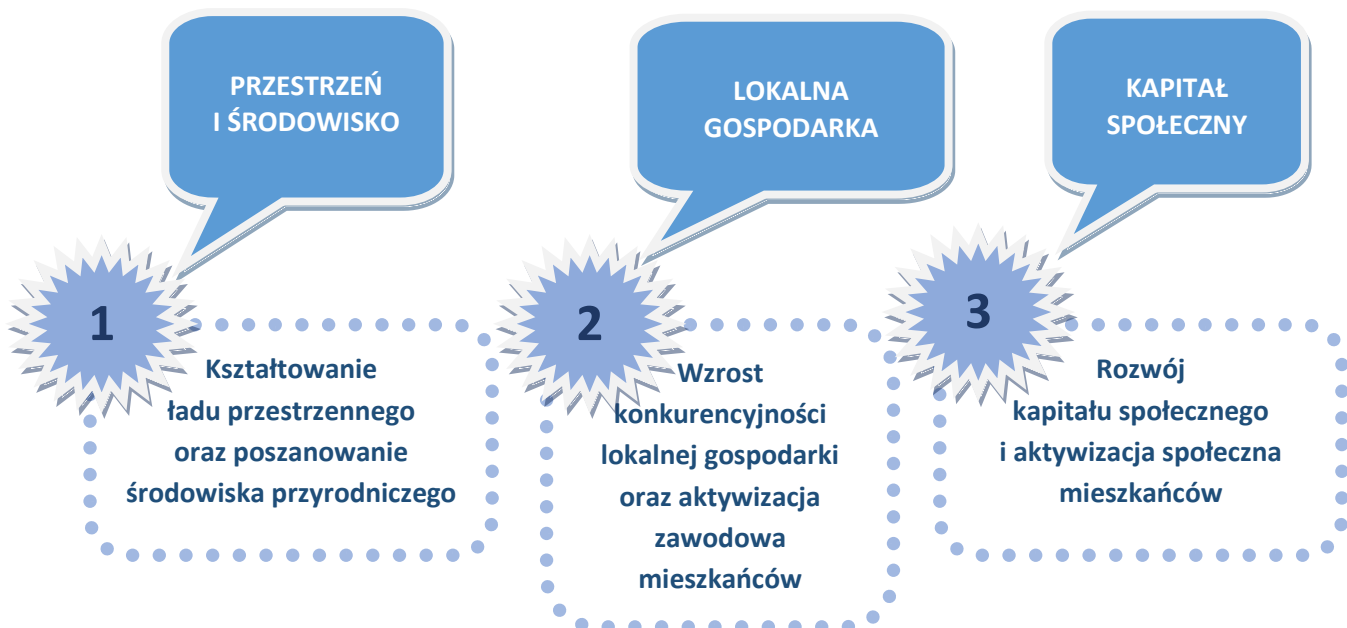 PRZESTRZEŃ
I ŚRODOWISKO
LOKALNA
GOSPODARKA
KAPITAŁ
SPOŁECZNY
1
Kształtowanie
ładu przestrzennego
oraz poszanowanie
środowiska przyrodniczego
2
Wzrost
konkurencyjności
lokalnej gospodarki
oraz aktywizacja
zawodowa
mieszkańców
3
Rozwój
kapitału społecznego
i aktywizacja społeczna
mieszkańców